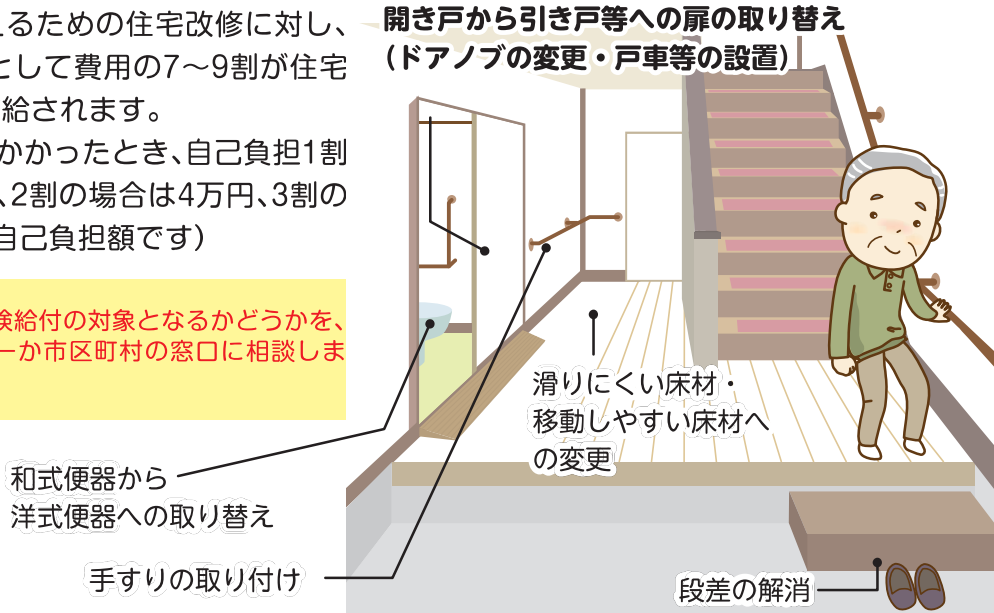 えるための住宅改修に対し、
として費用の7～9割が住宅
給されます。
かかったとき、自己負担1割
、2割の場合は4万円、3割の
自己負担額です）
険給付の対象となるかどうかを、
ーか市区町村の窓口に相談しま
開き戸から引き戸等への扉の取り替え
（ドアノブの変更・戸車等の設置）
滑りにくい床材・
移動しやすい床材へ
の変更
和式便器から
洋式便器への取り替え
手すりの取り付け
段差の解消